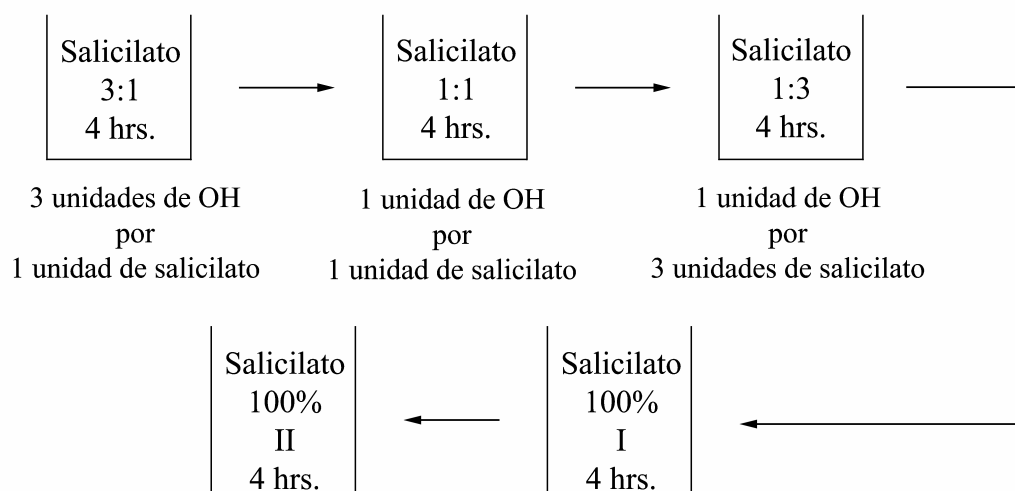 Salicilato
3:1
4 hrs.
Salicilato
1:1
4 hrs.
Salicilato
1:3
4 hrs.
3 unidades de OH
por
1 unidad de salicilato
1 unidad de OH
por
1 unidad de salicilato
1 unidad de OH
por
3 unidades de salicilato
Salicilato
100%
II
4 hrs.
Salicilato
100%
I
4 hrs.